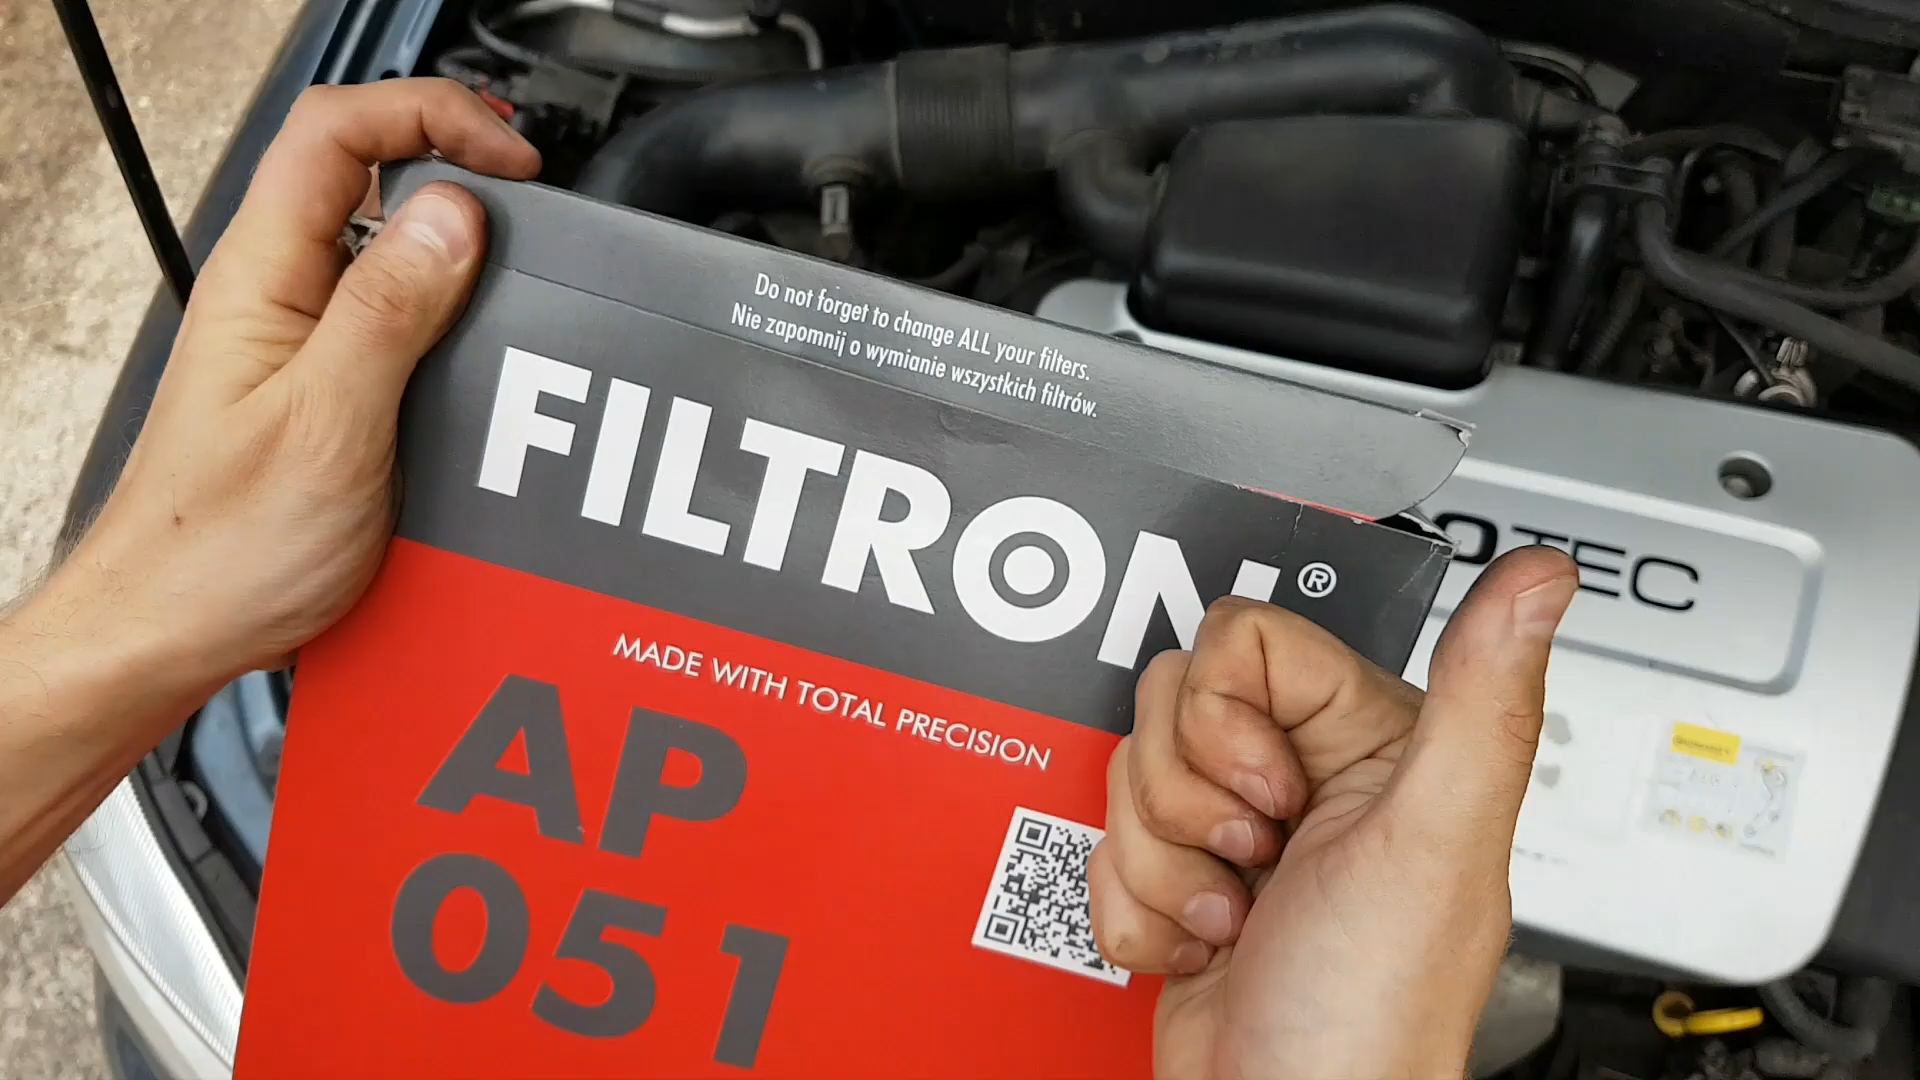 Do not forget to change ALL your filters.
Nie zapomnij o wymianie wszystkich filtrów.
FILTRON®
MADE WITH TOTAL PRECISION
AP
051
OTEC